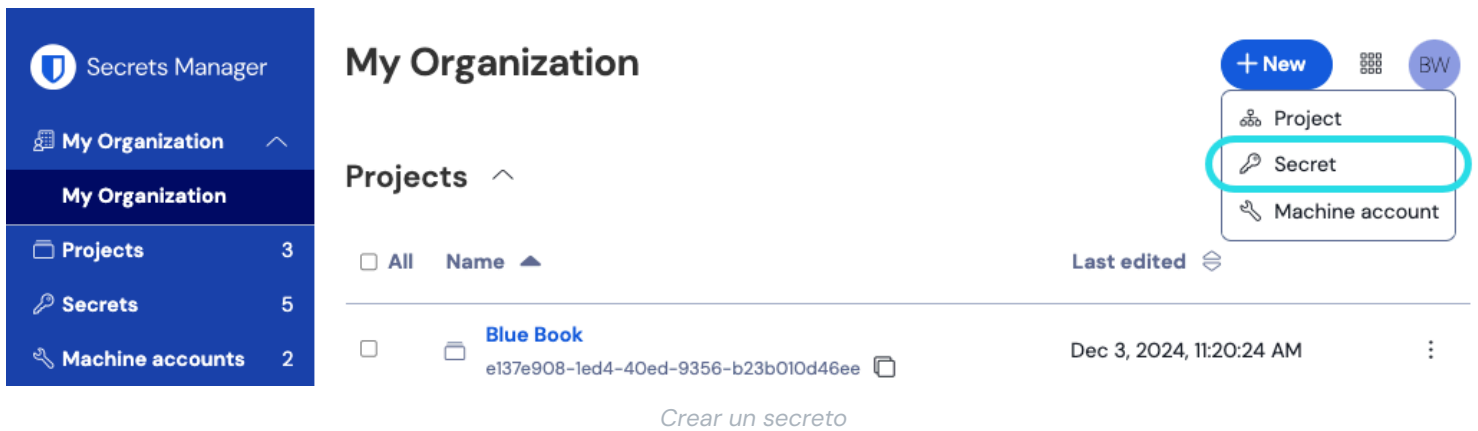 Secrets Manager
My Organization
My Organization
Projects 3
Secrets 5
Machine accounts 2
My Organization
+ New
BW
Project
Secret
Machine account
Projects
All Name Last edited
Blue Book
e137e908-1ed4-40ed-9356-b23b010d46ee
Dec 3, 2024, 11:20:24 AM
Crear un secreto